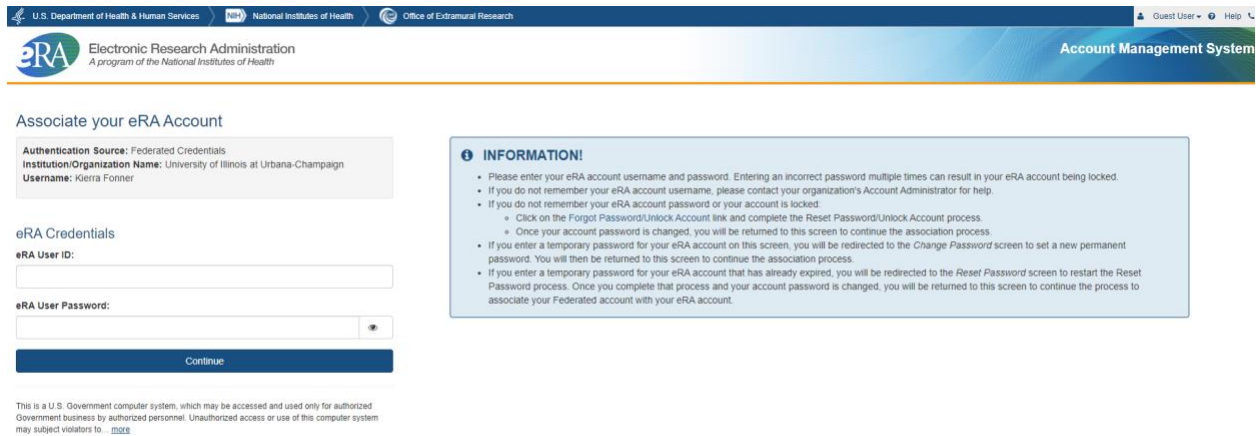 U.S. Department of Health & Human Services
NIH National Institutes of Health
Office of Extramural Research
Guest User
Help
eRA
Electronic Research Administration
A program of the National Institutes of Health
Account Management System
Associate your eRA Account
Authentication Source: Federated Credentials
Institution/Organization Name: University of Illinois at Urbana-Champaign
Username: Kierra Fonner
eRA Credentials
eRA User ID:
eRA User Password:
Continue
This is a U.S. Government computer system, which may be accessed and used only for authorized
Government business by authorized personnel. Unauthorized access or use of this computer system
may subject violators to... more
INFORMATION!
• Please enter your eRA account username and password. Entering an incorrect password multiple times can result in your eRA account being locked.
• If you do not remember your eRA account username, please contact your organization's Account Administrator for help.
• If you do not remember your eRA account password or your account is locked:
Click on the Forgot Password/Unlock Account link and complete the Reset Password/Unlock Account process.
Once your account password is changed, you will be returned to this screen to continue the association process.
• If you enter a temporary password for your eRA account on this screen, you will be redirected to the Change Password screen to set a new permanent
password. You will then be returned to this screen to continue the association process.
• If you enter a temporary password for your eRA account that has already expired, you will be redirected to the Reset Password screen to restart the Reset
Password process. Once you complete that process and your account password is changed, you will be returned to this screen to continue the process to
associate your Federated account with your eRA account.